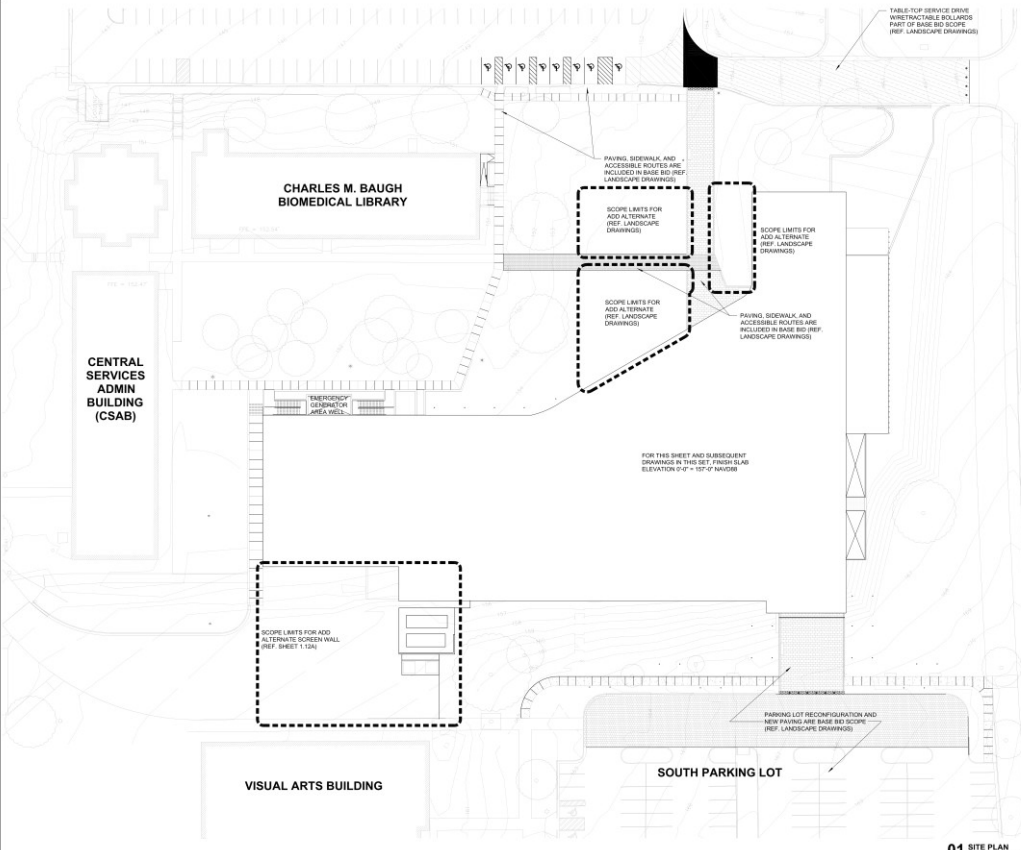 TABLE-TOP SERVICE DRIVE
W/RETRACTABLE BOLLARDS
PART OF BASE BID SCOPE
(REF. LANDSCAPE DRAWINGS)
PAVING, SIDEWALK, AND
ACCESSIBLE ROUTES ARE
INCLUDED IN BASE BID (REF.
LANDSCAPE DRAWINGS)
CHARLES M. BAUGH
BIOMEDICAL LIBRARY
SCOPE LIMITS FOR
ADD ALTERNATE
(REF. LANDSCAPE
DRAWINGS)
SCOPE LIMITS FOR
ADD ALTERNATE
(REF. LANDSCAPE
DRAWINGS)
SCOPE LIMITS FOR
ADD ALTERNATE
(REF. LANDSCAPE
DRAWINGS)
PAVING, SIDEWALK, AND
ACCESSIBLE ROUTES ARE
INCLUDED IN BASE BID (REF.
LANDSCAPE DRAWINGS)
CENTRAL
SERVICES
ADMIN
BUILDING
(CSAB)
EMERGENCY
GENERATOR
AREA WELL
FOR THIS SHEET AND SUBSEQUENT
DRAWINGS IN THIS SET, FINISH SLAB
ELEVATION 0'-0" = 157'-0" NAVD88
SCOPE LIMITS FOR ADD
ALTERNATE SCREEN WALL
(REF. SHEET 1.12A)
PARKING LOT RECONFIGURATION AND
NEW PAVING ARE BASE BID SCOPE
(REF. LANDSCAPE DRAWINGS)
VISUAL ARTS BUILDING
SOUTH PARKING LOT
01 SITE PLAN